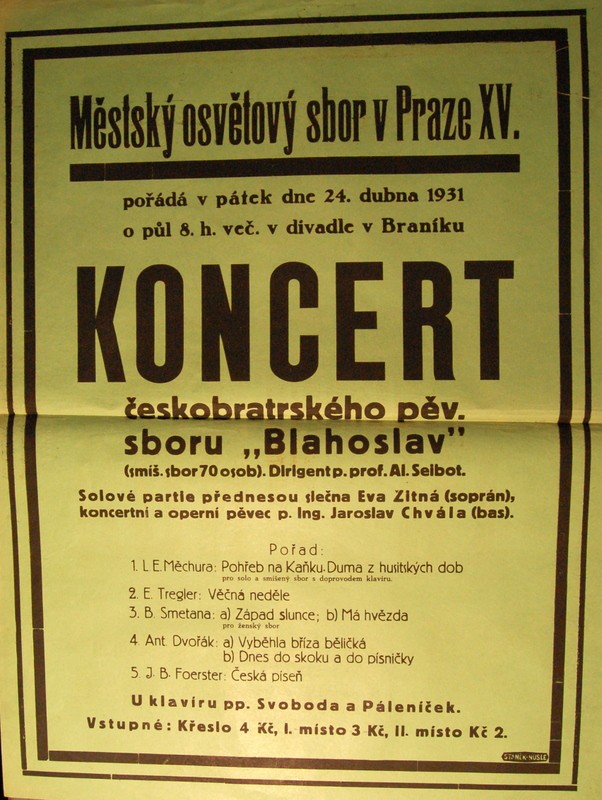 Městský osvětový sbor v Praze XV.
pořádá v pátek dne 24. dubna 1931
o půl 8. h. več. v divadle v Braníku
KONCERT
českobratrského pěv.
sboru „Blahoslav”
(smíš. sbor 70 osob). Dirigent p. prof. Al. Seibot.
Solové partie přednesou slečna Eva Zitná (soprán),
koncertní a operní pěvec p. Ing. Jaroslav Chvála (bas).
Pořad:
1. L. E. Měchura: Pohřeb na Kaňku. Duma z husitských dob
pro solo a smíšený sbor s doprovodem klavíru.
2. E. Tregler: Věčná neděle
3. B. Smetana: a) Západ slunce; b) Má hvězda
pro ženský sbor
4. Ant. Dvořák: a) Vyběhla bříza běličká
b) Dnes do skoku a do písničky
5. J. B. Foerster: Česká píseň
U klavíru pp. Svoboda a Páleníček.
Vstupné: Křeslo 4 Kč, I. místo 3 Kč, II. místo Kč 2.
STANĚK-NUSLE